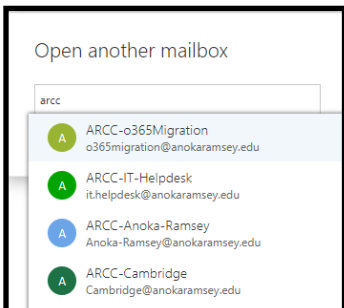 Open another mailbox
arcc
A
ARCC-o365Migration
o365migration@anokaramsey.edu
A
ARCC-IT-Helpdesk
it.helpdesk@anokaramsey.edu
A
ARCC-Anoka-Ramsey
Anoka-Ramsey@anokaramsey.edu
A
ARCC-Cambridge
Cambridge@anokaramsey.edu